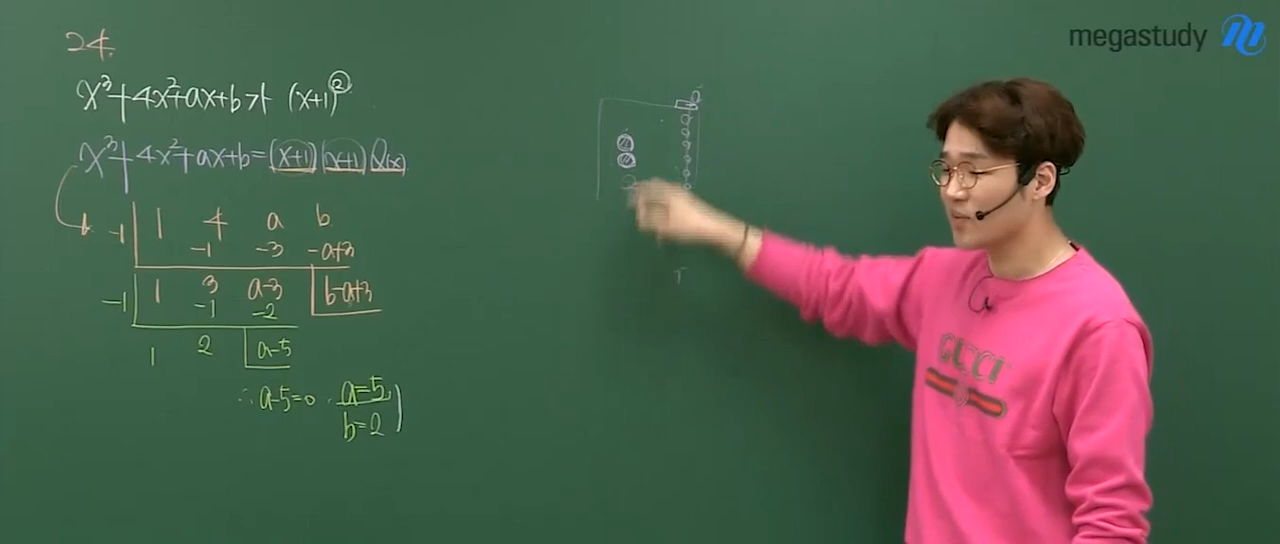 megastudy
24.
x³+4x²+ax+b가 (x+1)²
x³+4x²+ax+b=(x+1)(x+1)Q(x)
-1 1 4 a b
-1 -3 -a+3
-1 1 3 a-3 b-a+3
-1 -2
1 2 a-5
∴ a-5=0. a=5
b=2
GUCCI